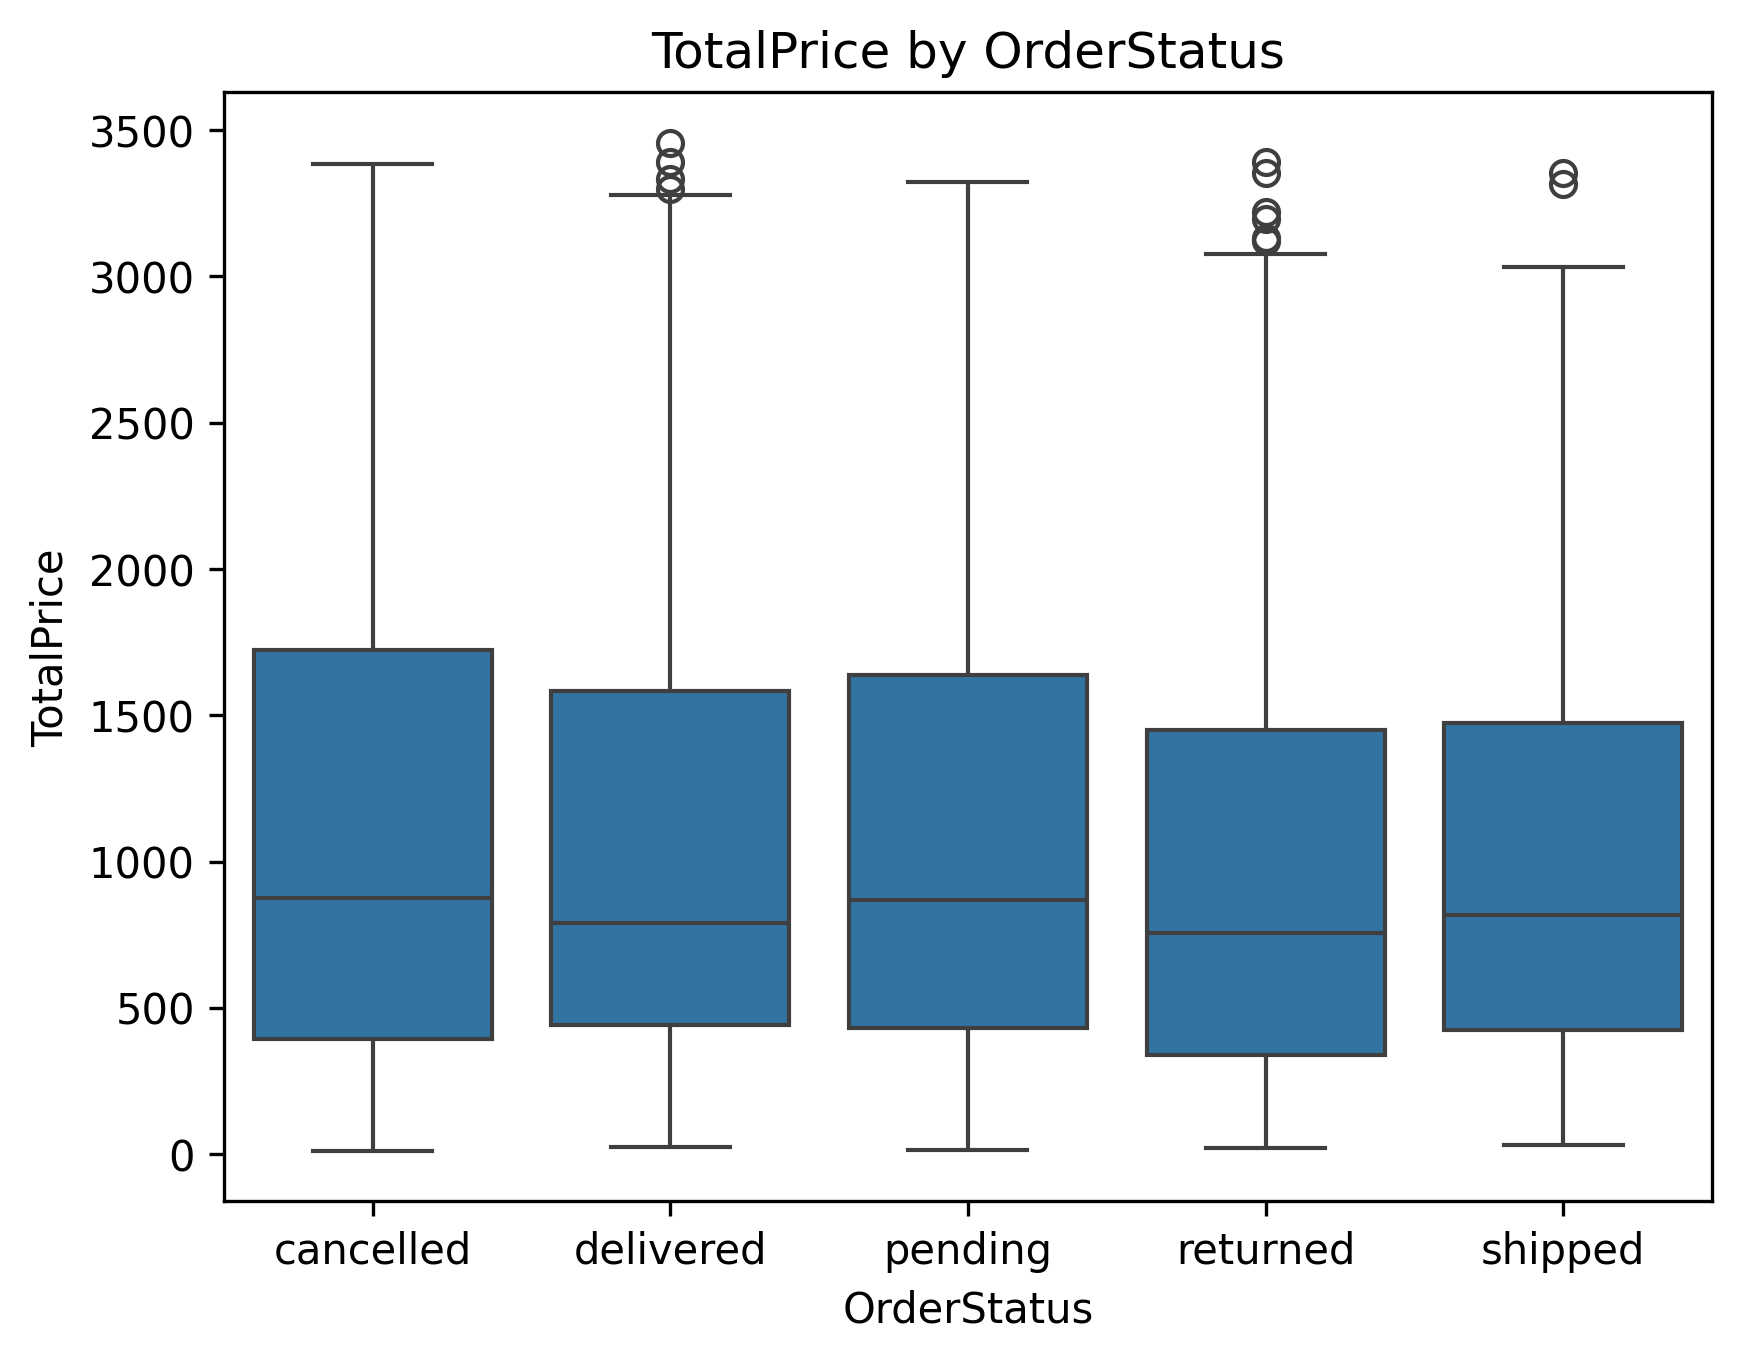 TotalPrice by OrderStatus
3500
3000
2500
2000
1500
1000
500
0
TotalPrice
cancelled delivered pending returned shipped
OrderStatus